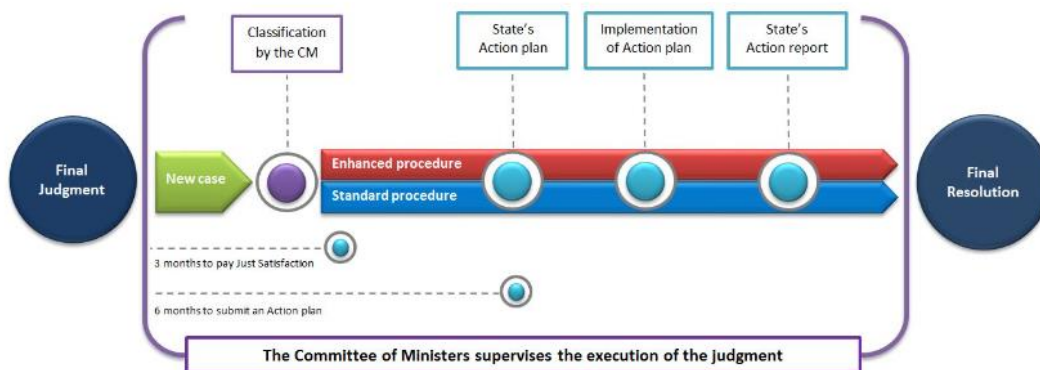 Classification
by the CM
State's
Action plan
Implementation
of Action plan
State's
Action report
Final
Judgment
New case
Enhanced procedure
Standard procedure
Final
Resolution
3 months to pay Just Satisfaction
6 months to submit an Action plan
The Committee of Ministers supervises the execution of the judgment